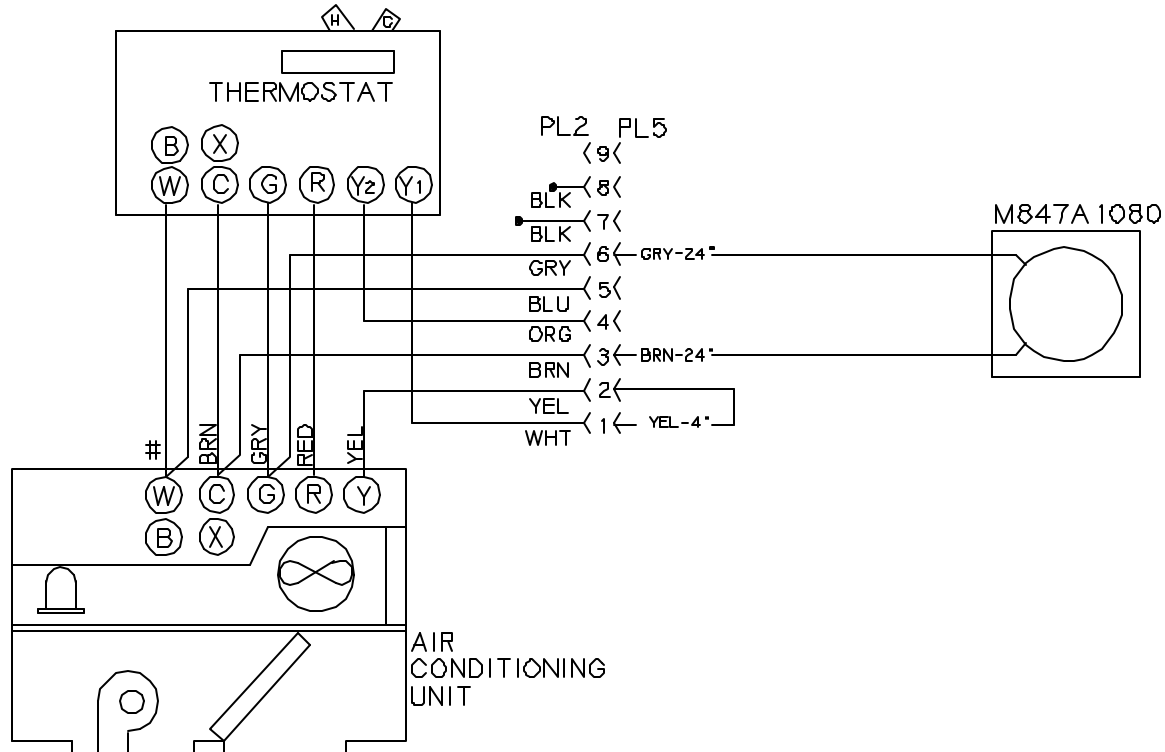 H C
THERMOSTAT
B X
W C G R Y2 Y1
PL2 PL5
9
8
BLK
7
BLK
6 GRY-24"
GRY
5
BLU
4
ORG
3 BRN-24"
BRN
2
YEL
1 YEL-4"
WHT
M847A1080
# BRN GRY RED YEL
W C G R Y
B X
AIR
CONDITIONING
UNIT